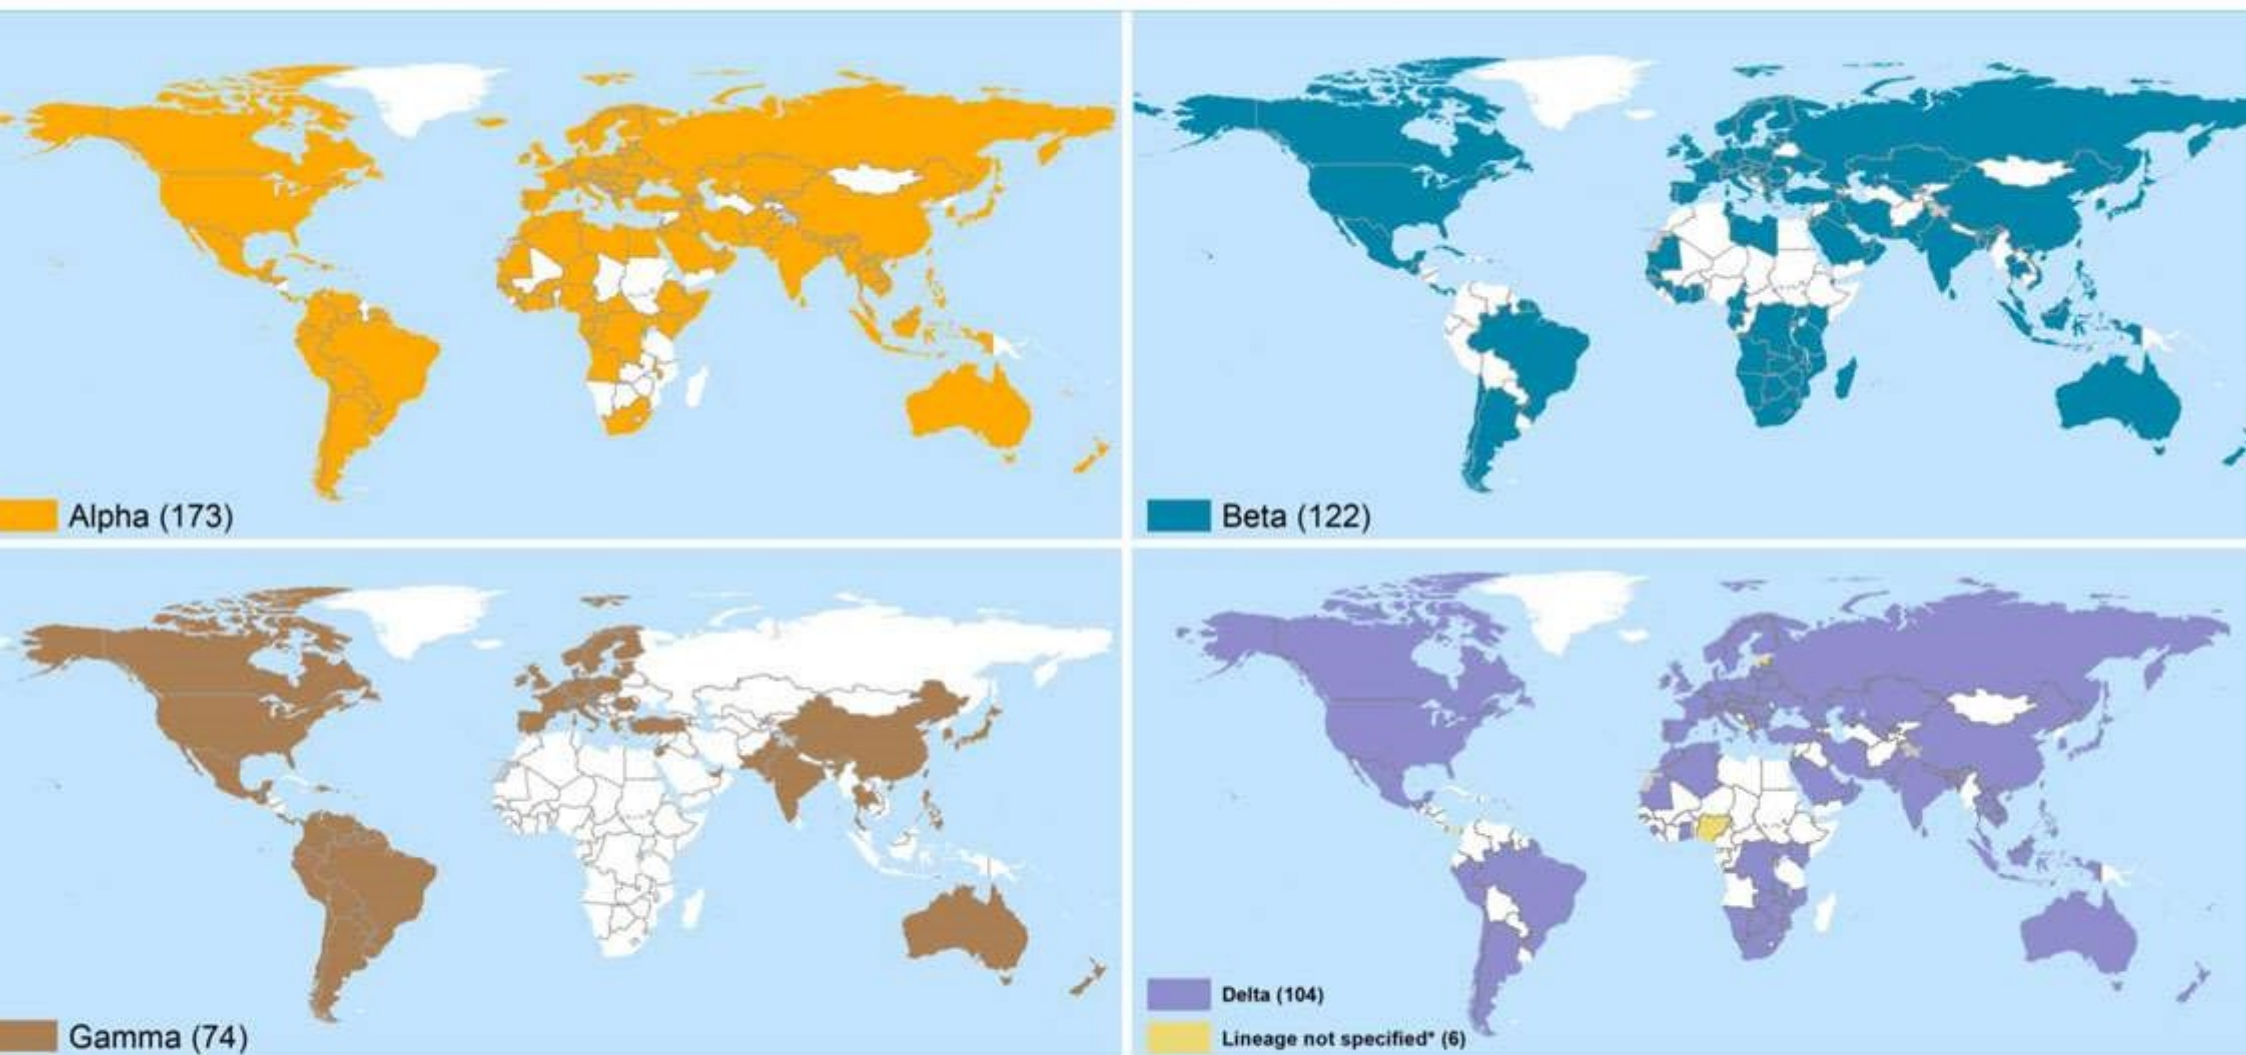 Alpha (173)
Beta (122)
Gamma (74)
Delta (104)
Lineage not specified* (6)